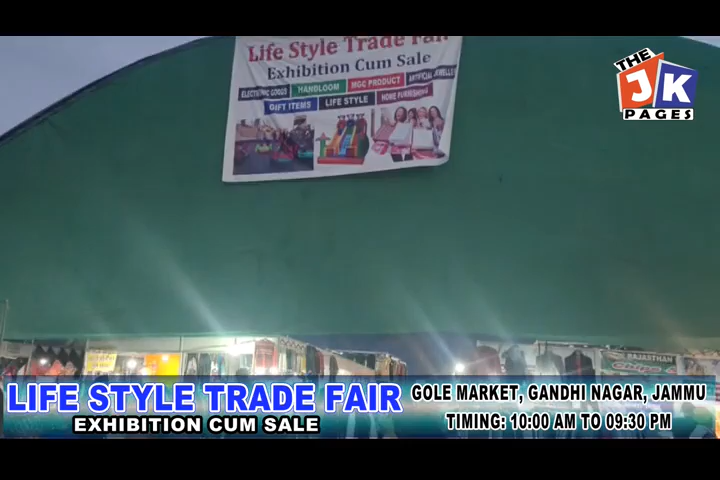 Life Style Trade Fair
Exhibition Cum Sale
ELECTRONIC GOODS HANDLOOM MGC PRODUCT ARTIFICIAL JEWELLERY
GIFT ITEMS LIFE STYLE HOME FURNISHING
THE
JK
PAGES
RAJASTHAN
LIFE STYLE TRADE FAIR
EXHIBITION CUM SALE
GOLE MARKET, GANDHI NAGAR, JAMMU
TIMING: 10:00 AM TO 09:30 PM